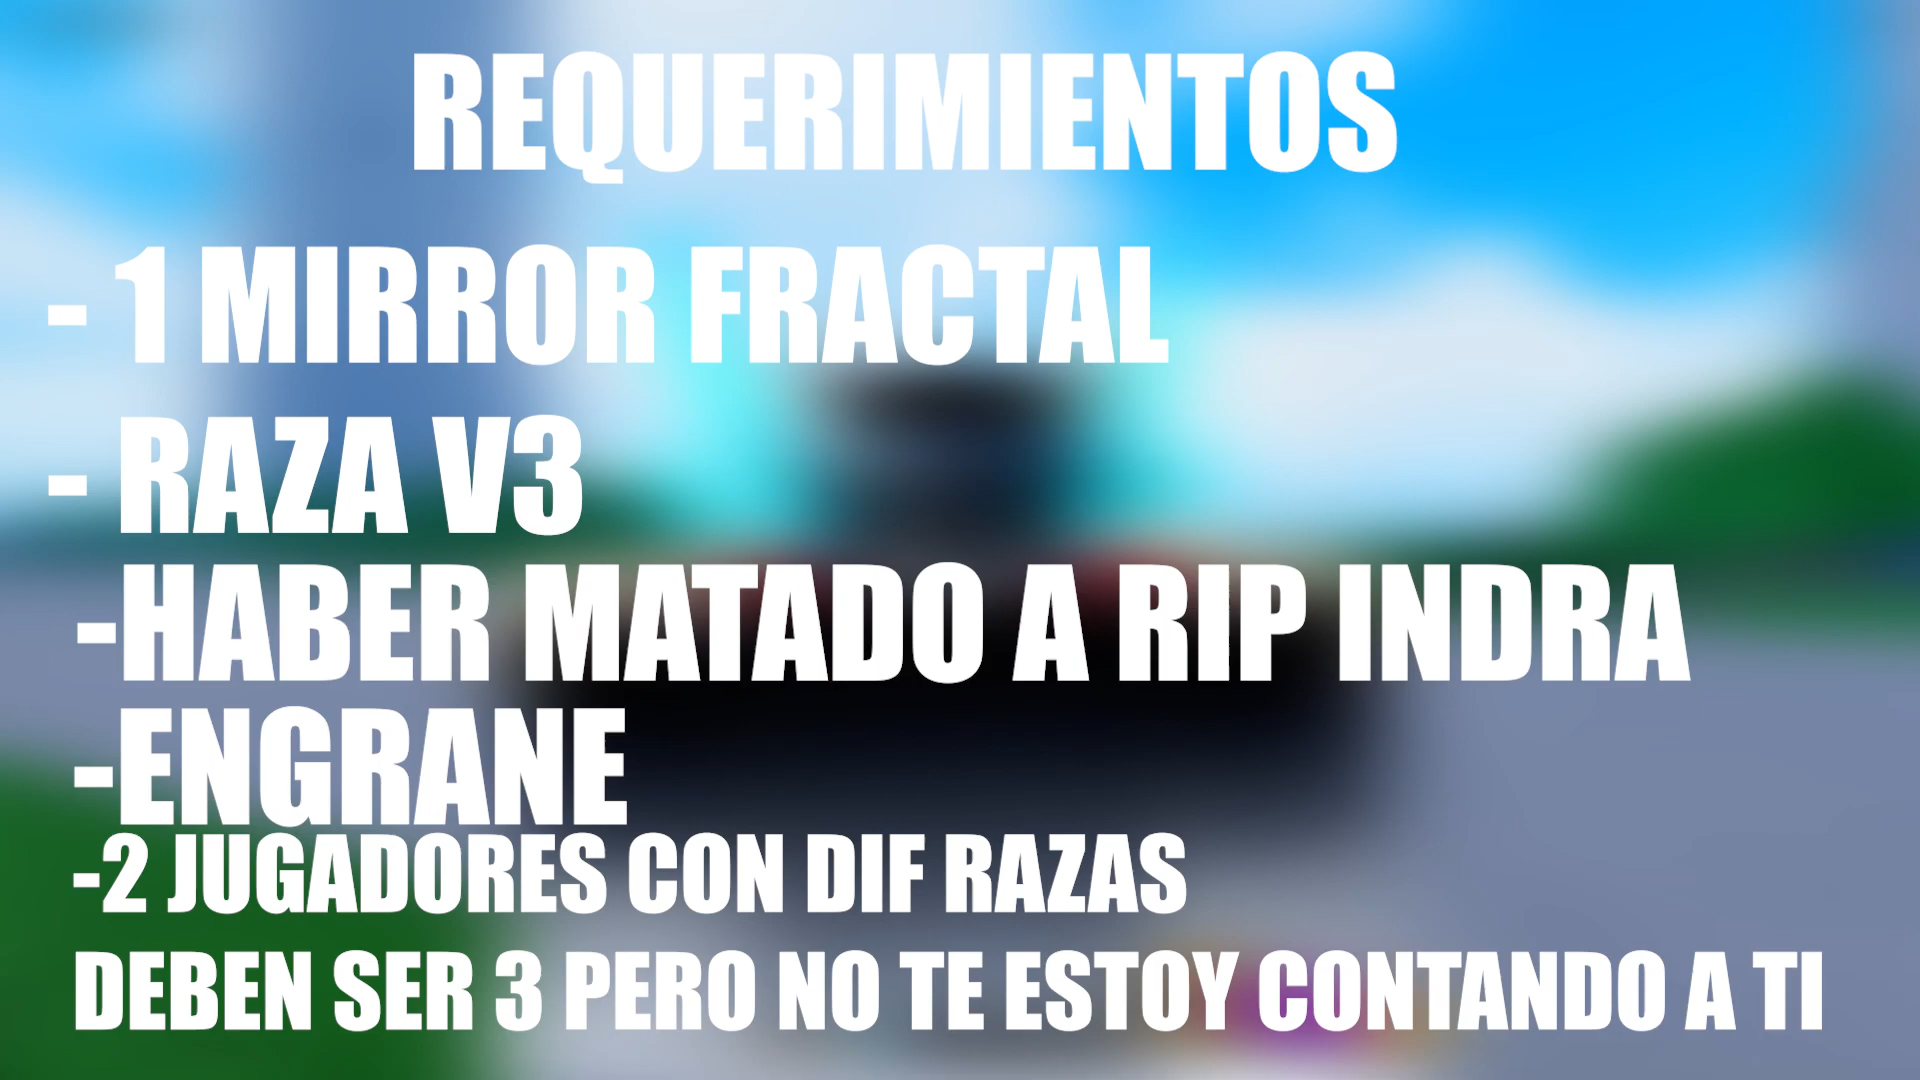 REQUERIMIENTOS
- 1 MIRROR FRACTAL
- RAZA V3
-HABER MATADO A RIP INDRA
-ENGRANE
-2 JUGADORES CON DIF RAZAS
DEBEN SER 3 PERO NO TE ESTOY CONTANDO A TI